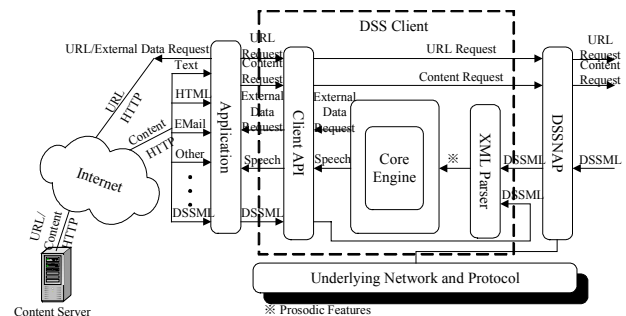 DSS Client
URL/External Data Request
URL
Request
Content
Request
External
Data
Request
Speech
DSSML
Text
HTML
EMail
Other
DSSML
URL
HTTP
Content
HTTP
Internet
URL/
Content
HTTP
Content Server
Application
Client API
URL Request
Content Request
External
Data
Request
Speech
Core
Engine
※
XML Parser
DSSML
DSSML
DSSNAP
URL
Request
Content
Request
DSSML
Underlying Network and Protocol
※ Prosodic Features